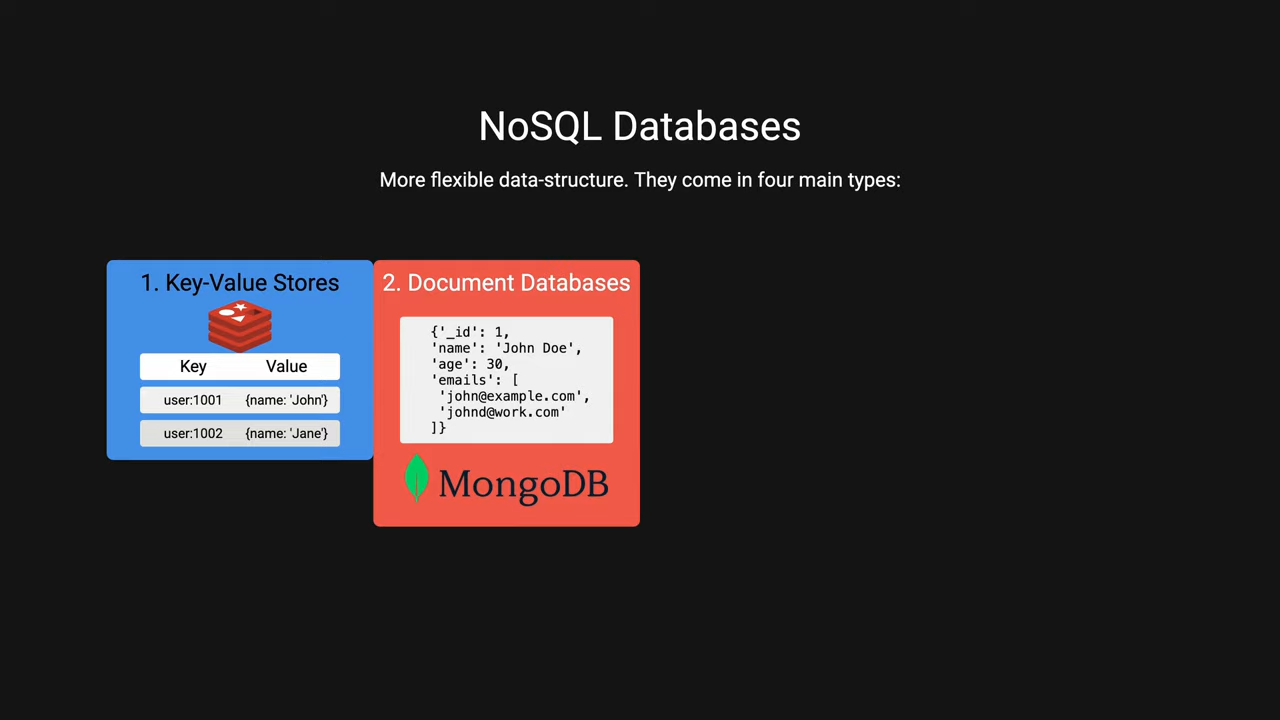 NoSQL Databases
More flexible data-structure. They come in four main types:
1. Key-Value Stores
Key Value
user:1001 {name: 'John'}
user:1002 {name: 'Jane'}
2. Document Databases
{'_id': 1,
'name': 'John Doe',
'age': 30,
'emails': [
'john@example.com',
'johnd@work.com'
]}
MongoDB